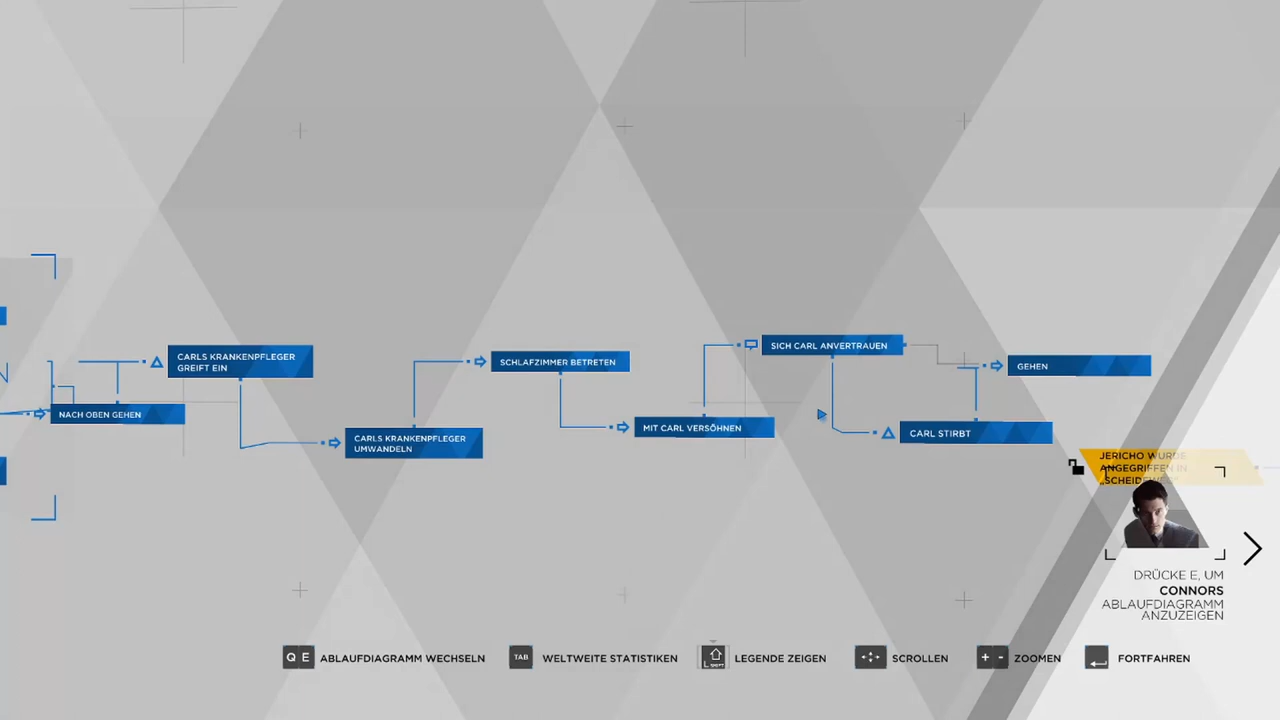 CARLS KRANKENPFLEGER
GREIFT EIN
NACH OBEN GEHEN
CARLS KRANKENPFLEGER
UMWANDELN
SCHLAFZIMMER BETRETEN
MIT CARL VERSÖHNEN
SICH CARL ANVERTRAUEN
CARL STIRBT
GEHEN
JERICHO WURDE
ANGEGRIFFEN IN
„SCHEIDEWEG“
DRÜCKE E, UM
CONNORS
ABLAUFDIAGRAMM
ANZUZEIGEN
Q E ABLAUFDIAGRAMM WECHSELN
TAB WELTWEITE STATISTIKEN
L SHIFT LEGENDE ZEIGEN
SCROLLEN
+ - ZOOMEN
FORTFAHREN